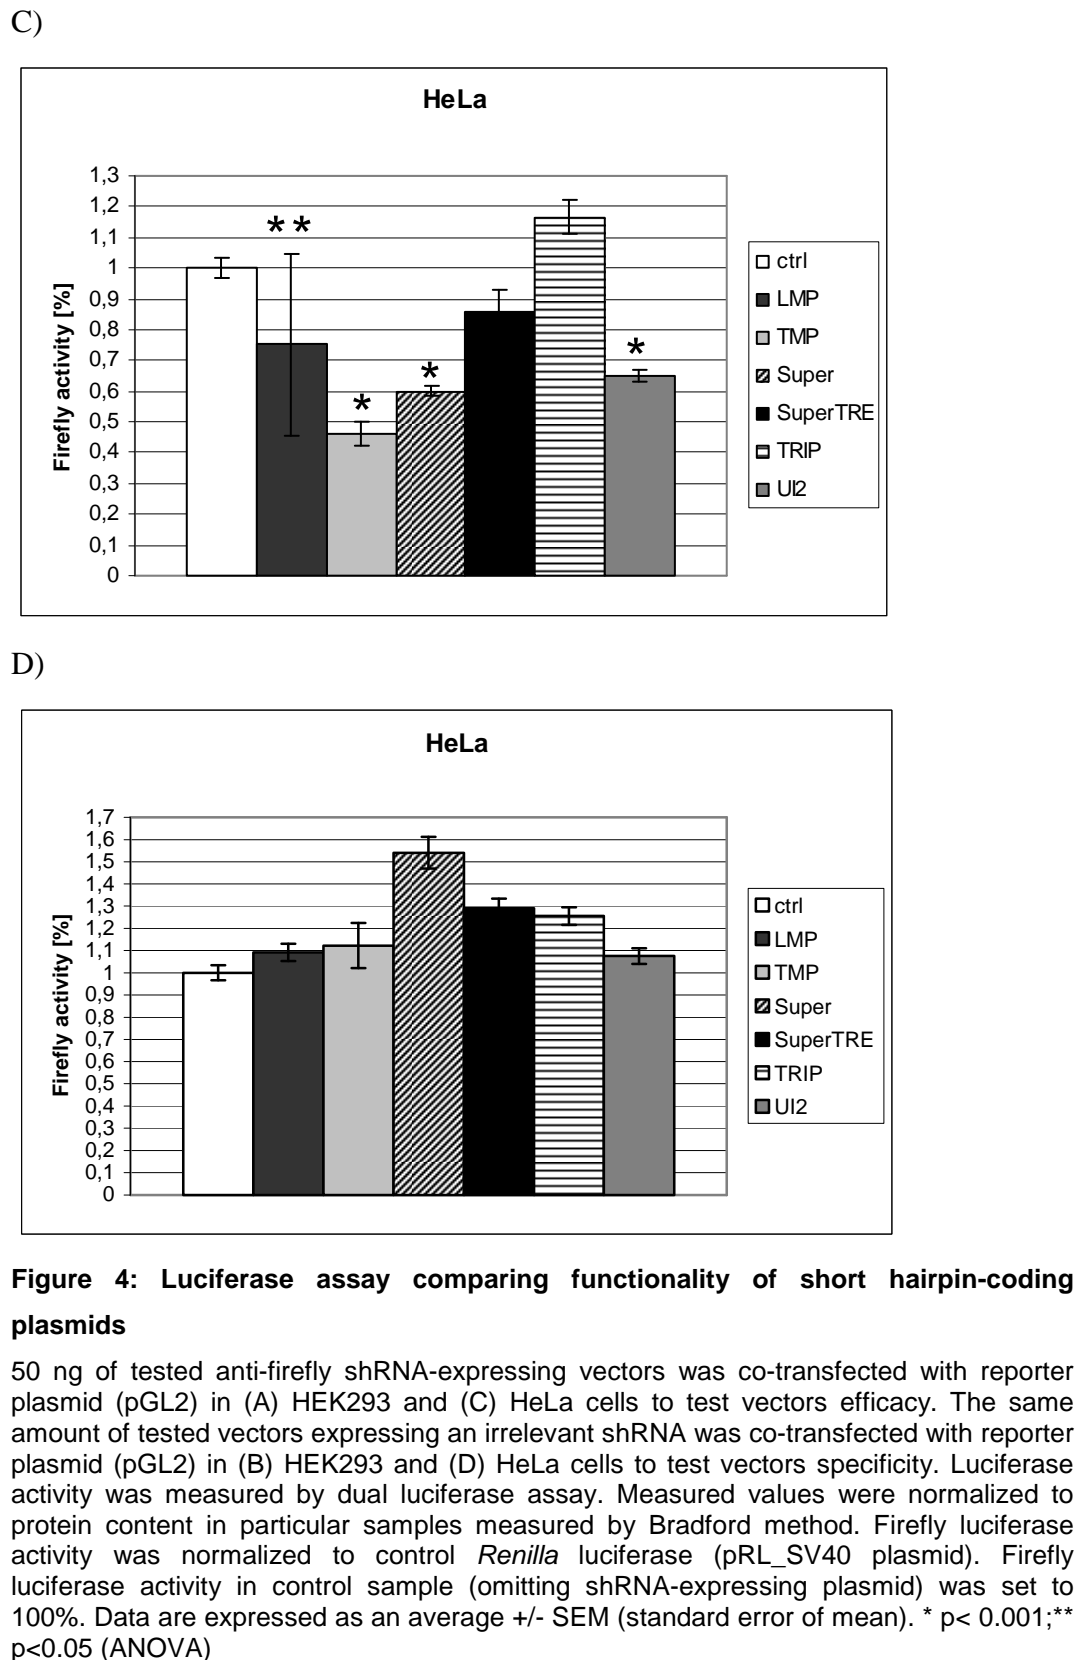 C)
HeLa
1,3
1,2
1,1
1
0,9
0,8
0,7
0,6
0,5
0,4
0,3
0,2
0,1
0
Firefly activity [%]
* *
*
*
*
ctrl
LMP
TMP
Super
SuperTRE
TRIP
UI2
D)
HeLa
1,7
1,6
1,5
1,4
1,3
1,2
1,1
1
0,9
0,8
0,7
0,6
0,5
0,4
0,3
0,2
0,1
0
Firefly activity [%]
ctrl
LMP
TMP
Super
SuperTRE
TRIP
UI2
Figure 4: Luciferase assay comparing functionality of short hairpin-coding
plasmids
50 ng of tested anti-firefly shRNA-expressing vectors was co-transfected with reporter
plasmid (pGL2) in (A) HEK293 and (C) HeLa cells to test vectors efficacy. The same
amount of tested vectors expressing an irrelevant shRNA was co-transfected with reporter
plasmid (pGL2) in (B) HEK293 and (D) HeLa cells to test vectors specificity. Luciferase
activity was measured by dual luciferase assay. Measured values were normalized to
protein content in particular samples measured by Bradford method. Firefly luciferase
activity was normalized to control Renilla luciferase (pRL_SV40 plasmid). Firefly
luciferase activity in control sample (omitting shRNA-expressing plasmid) was set to
100%. Data are expressed as an average +/- SEM (standard error of mean). * p< 0.001;**
p<0.05 (ANOVA)